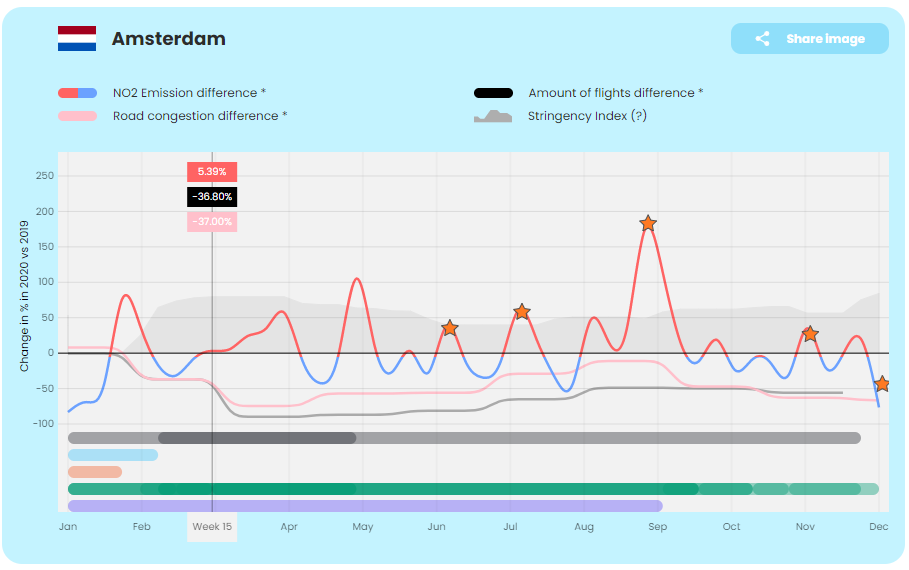 Amsterdam
Share image
NO2 Emission difference *
Amount of flights difference *
Road congestion difference *
Stringency Index (?)
Change in % in 2020 vs 2019
250
200
150
100
50
0
-50
-100
5.39%
-36.80%
-37.00%
Jan Feb Week 15 Apr May Jun Jul Aug Sep Oct Nov Dec